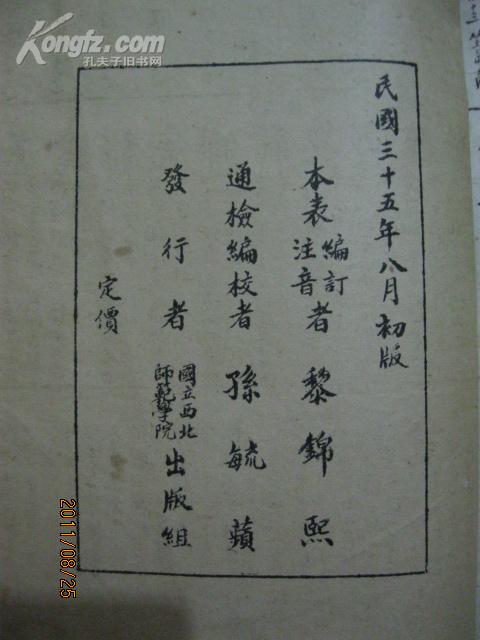 民國三十五年八月初版
本表編訂注音者黎錦熙
通檢編校者孫毓蘋
發行者國立西北師範學院出版組
定價
Kongfz.com
孔夫子旧书网
2011/08/25